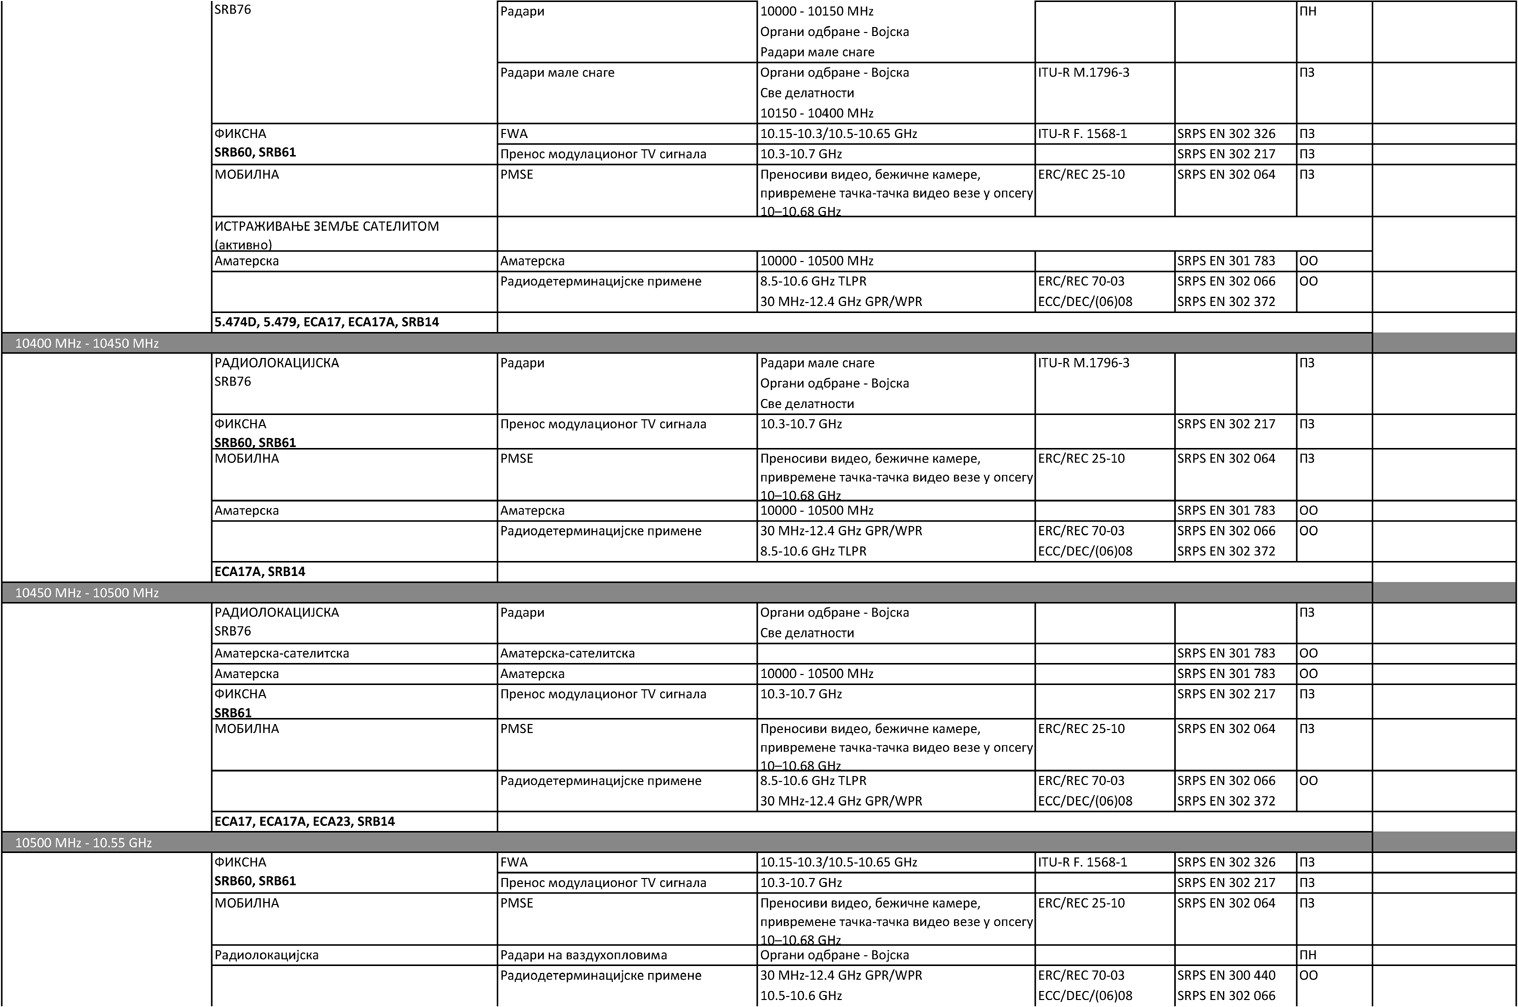 SRB76 Радари 10000 - 10150 MHz ПН
Органи одбране - Војска
Радари мале снаге
Радари мале снаге Органи одбране - Војска ITU-R M.1796-3 ПЗ
Све делатности
10150 - 10400 MHz
ФИКСНА FWA 10.15-10.3/10.5-10.65 GHz ITU-R F. 1568-1 SRPS EN 302 326 ПЗ
SRB60, SRB61 Пренос модулационог TV сигнала 10.3-10.7 GHz SRPS EN 302 217 ПЗ
МОБИЛНА PMSE Преносиви видео, бежичне камере, ERC/REC 25-10 SRPS EN 302 064 ПЗ
привремене тачка-тачка видео везе у опсегу
10–10.68 GHz
ИСТРАЖИВАЊЕ ЗЕМЉЕ САТЕЛИТОМ
(активно)
Аматерска Аматерска 10000 - 10500 MHz SRPS EN 301 783 ОО
Радиодетерминацијске примене 8.5-10.6 GHz TLPR ERC/REC 70-03 SRPS EN 302 066 ОО
30 MHz-12.4 GHz GPR/WPR ECC/DEC/(06)08 SRPS EN 302 372
5.474D, 5.479, ECA17, ECA17A, SRB14
10400 MHz - 10450 MHz
РАДИОЛОКАЦИЈСКА Радари Радари мале снаге ITU-R M.1796-3 ПЗ
SRB76 Органи одбране - Војска
Све делатности
ФИКСНА Пренос модулационог TV сигнала 10.3-10.7 GHz SRPS EN 302 217 ПЗ
SRB60, SRB61
МОБИЛНА PMSE Преносиви видео, бежичне камере, ERC/REC 25-10 SRPS EN 302 064 ПЗ
привремене тачка-тачка видео везе у опсегу
10–10.68 GHz
Аматерска Аматерска 10000 - 10500 MHz SRPS EN 301 783 ОО
Радиодетерминацијске примене 30 MHz-12.4 GHz GPR/WPR ERC/REC 70-03 SRPS EN 302 066 ОО
8.5-10.6 GHz TLPR ECC/DEC/(06)08 SRPS EN 302 372
ECA17A, SRB14
10450 MHz - 10500 MHz
РАДИОЛОКАЦИЈСКА Радари Органи одбране - Војска ПЗ
SRB76 Све делатности
Аматерска-сателитска Аматерска-сателитска SRPS EN 301 783 ОО
Аматерска Аматерска 10000 - 10500 MHz SRPS EN 301 783 ОО
ФИКСНА Пренос модулационог TV сигнала 10.3-10.7 GHz SRPS EN 302 217 ПЗ
SRB61
МОБИЛНА PMSE Преносиви видео, бежичне камере, ERC/REC 25-10 SRPS EN 302 064 ПЗ
привремене тачка-тачка видео везе у опсегу
10–10.68 GHz
Радиодетерминацијске примене 8.5-10.6 GHz TLPR ERC/REC 70-03 SRPS EN 302 066 ОО
30 MHz-12.4 GHz GPR/WPR ECC/DEC/(06)08 SRPS EN 302 372
ECA17, ECA17A, ECA23, SRB14
10500 MHz - 10.55 GHz
ФИКСНА FWA 10.15-10.3/10.5-10.65 GHz ITU-R F. 1568-1 SRPS EN 302 326 ПЗ
SRB60, SRB61 Пренос модулационог TV сигнала 10.3-10.7 GHz SRPS EN 302 217 ПЗ
МОБИЛНА PMSE Преносиви видео, бежичне камере, ERC/REC 25-10 SRPS EN 302 064 ПЗ
привремене тачка-тачка видео везе у опсегу
10–10.68 GHz
Радиолокацијска Радари на ваздухопловима Органи одбране - Војска ПН
Радиодетерминацијске примене 30 MHz-12.4 GHz GPR/WPR ERC/REC 70-03 SRPS EN 300 440 ОО
10.5-10.6 GHz ECC/DEC/(06)08 SRPS EN 302 066